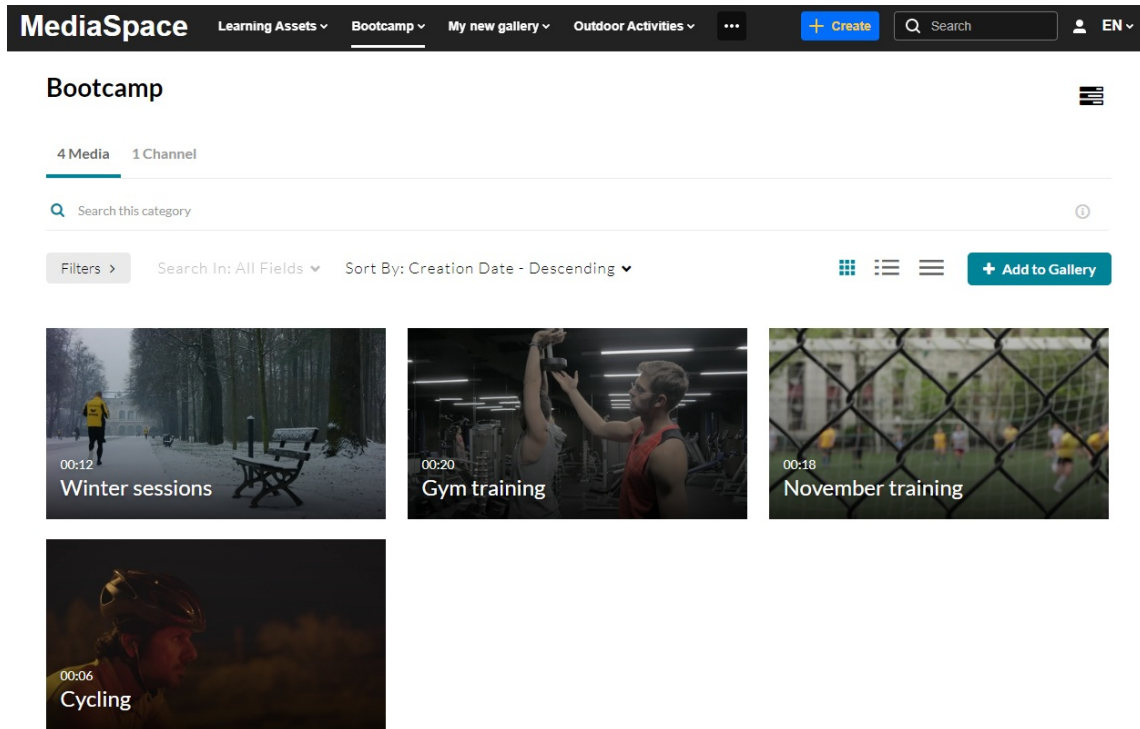 MediaSpace Learning Assets Bootcamp My new gallery Outdoor Activities ••• + Create Search EN
Bootcamp
4 Media 1 Channel
Search this category
Filters > Search In: All Fields Sort By: Creation Date - Descending + Add to Gallery
00:12
Winter sessions
00:20
Gym training
00:18
November training
00:06
Cycling